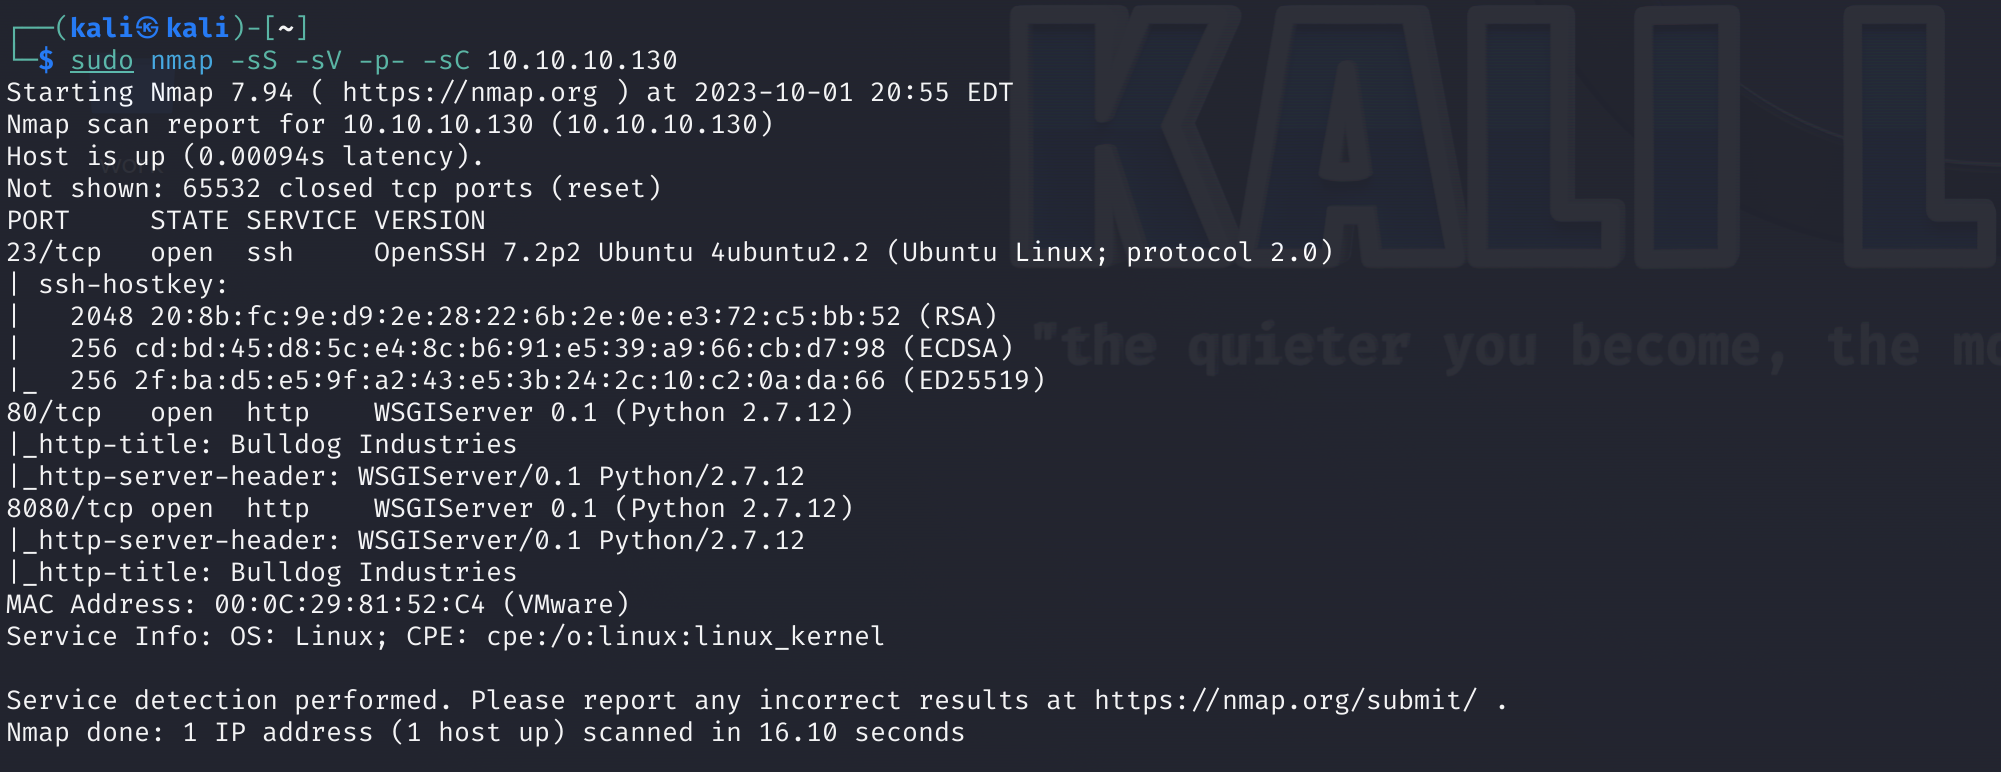 ┌──(kali㉿kali)-[~]
└─$ sudo nmap -sS -sV -p- -sC 10.10.10.130
Starting Nmap 7.94 ( https://nmap.org ) at 2023-10-01 20:55 EDT
Nmap scan report for 10.10.10.130 (10.10.10.130)
Host is up (0.00094s latency).
Not shown: 65532 closed tcp ports (reset)
PORT     STATE SERVICE VERSION
23/tcp   open  ssh     OpenSSH 7.2p2 Ubuntu 4ubuntu2.2 (Ubuntu Linux; protocol 2.0)
| ssh-hostkey:
|   2048 20:8b:fc:9e:d9:2e:28:22:6b:2e:0e:e3:72:c5:bb:52 (RSA)
|   256 cd:bd:45:d8:5c:e4:8c:b6:91:e5:39:a9:66:cb:d7:98 (ECDSA)
|_  256 2f:ba:d5:e5:9f:a2:43:e5:3b:24:2c:10:c2:0a:da:66 (ED25519)
80/tcp   open  http    WSGIServer 0.1 (Python 2.7.12)
|_http-title: Bulldog Industries
|_http-server-header: WSGIServer/0.1 Python/2.7.12
8080/tcp open  http    WSGIServer 0.1 (Python 2.7.12)
|_http-server-header: WSGIServer/0.1 Python/2.7.12
|_http-title: Bulldog Industries
MAC Address: 00:0C:29:81:52:C4 (VMware)
Service Info: OS: Linux; CPE: cpe:/o:linux:linux_kernel
Service detection performed. Please report any incorrect results at https://nmap.org/submit/ .
Nmap done: 1 IP address (1 host up) scanned in 16.10 seconds
KALI L
"the quieter you become, the mo
work